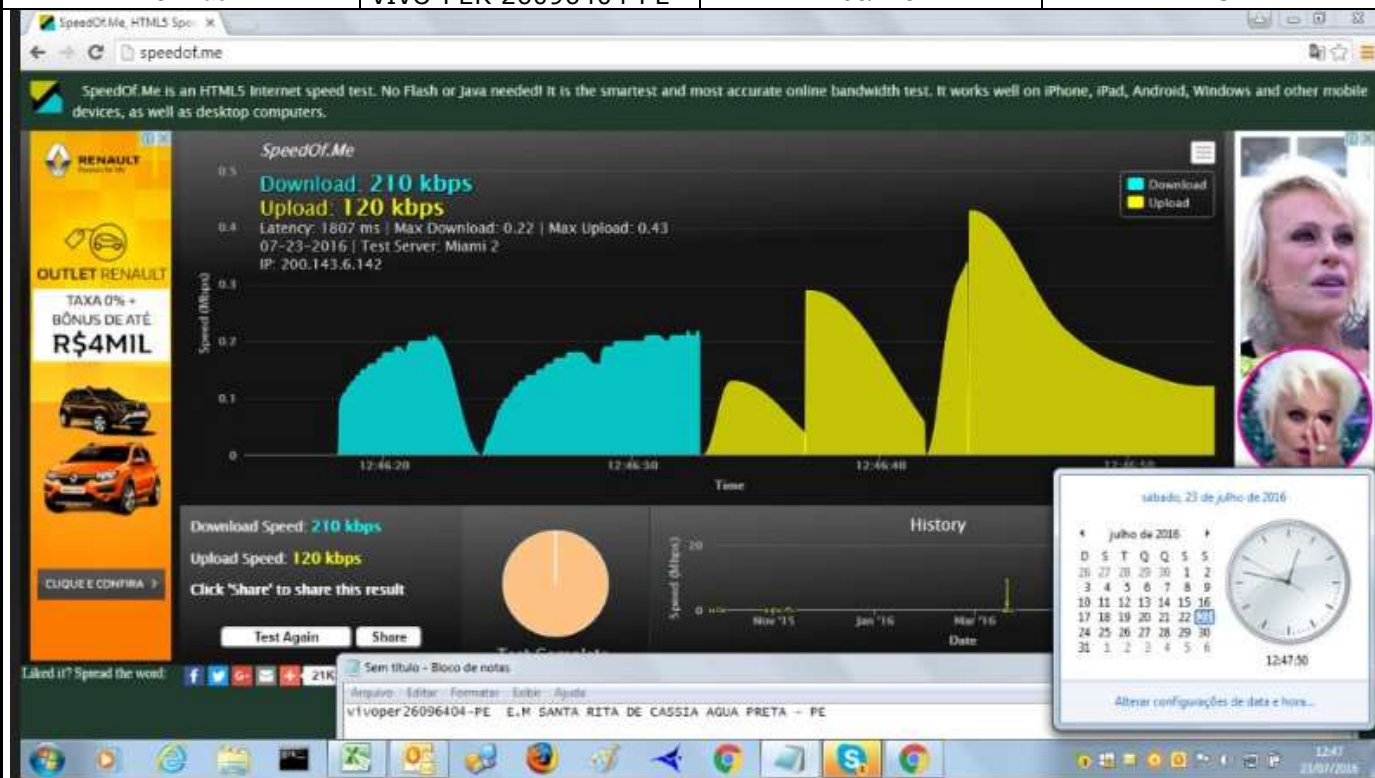 VIVO-PER-26096404-PE
SpeedOf.Me, HTML5 Spe
speedof.me
SpeedOf.Me is an HTML5 Internet speed test. No Flash or Java needed! It is the smartest and most accurate online bandwidth test. It works well on iPhone, iPad, Android, Windows and other mobile
devices, as well as desktop computers.
RENAULT
OUTLET RENAULT
TAXA 0% +
BÔNUS DE ATÉ
R$4MIL
CLIQUE E CONFIRA >
SpeedOf.Me
Download: 210 kbps
Upload: 120 kbps
Latency: 1807 ms | Max Download: 0.22 | Max Upload: 0.43
07-23-2016 | Test Server: Miami 2
IP: 200.143.6.142
Download
Upload
Speed (Mbps)
0.5
0.4
0.3
0.2
0.1
0
12:46:20
12:46:30
12:46:40
12:46:50
Time
Download Speed: 210 kbps
Upload Speed: 120 kbps
Click 'Share' to share this result
Test Again
Share
Test Complete
History
Speed (Mbps)
20
0
Nov '15
Jan '16
Mar '16
Date
sábado, 23 de julho de 2016
julho de 2016
D S T Q Q S S
26 27 28 29 30 1 2
3 4 5 6 7 8 9
10 11 12 13 14 15 16
17 18 19 20 21 22 23
24 25 26 27 28 29 30
31 1 2 3 4 5 6
12:47:50
Alterar configurações de data e hora...
Liked it? Spread the word:
21K
Sem título - Bloco de notas
Arquivo Editar Formatar Exibir Ajuda
vivoper26096404-PE E.M SANTA RITA DE CASSIA AGUA PRETA - PE
12:47
23/07/2016